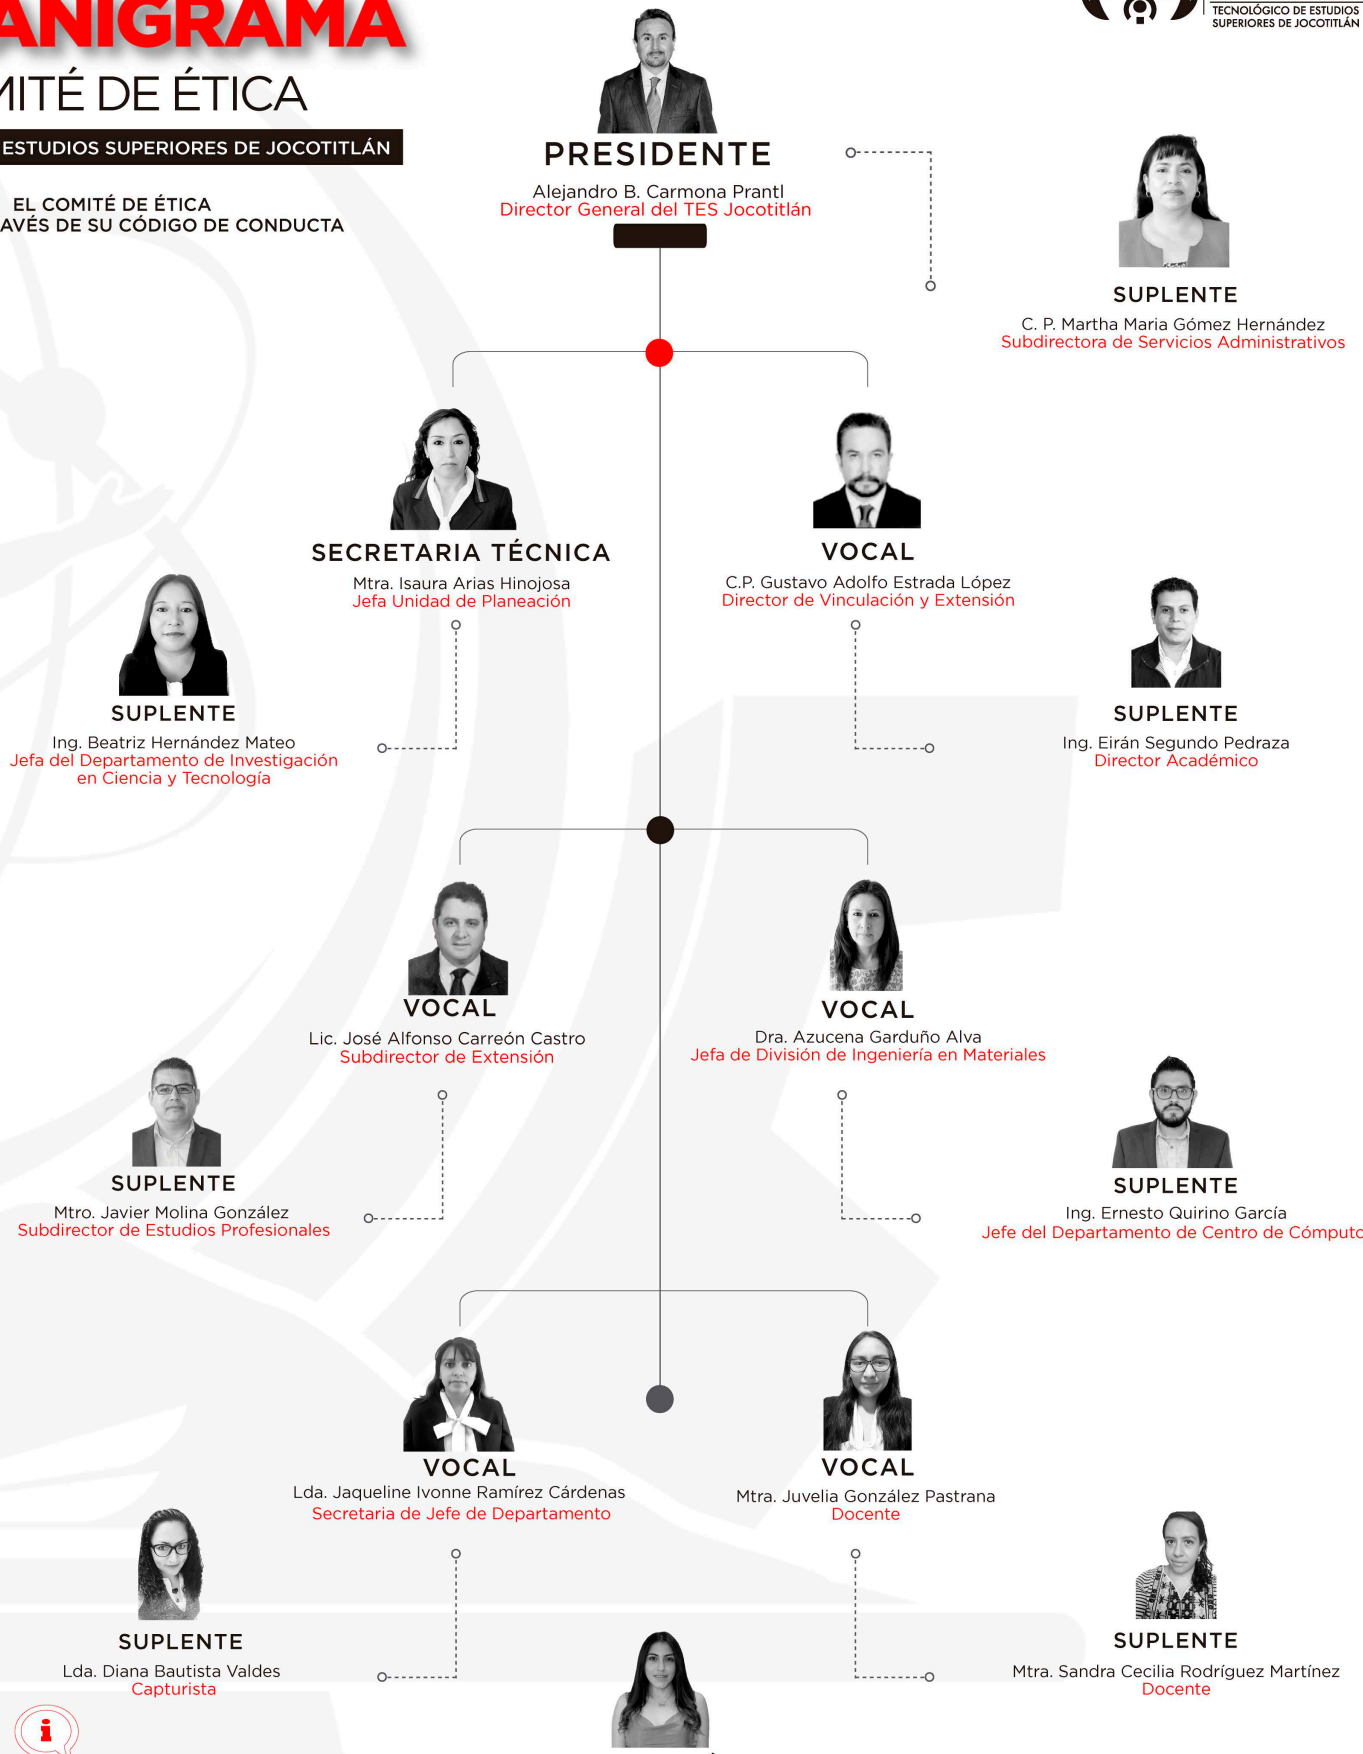 ANIGRAMA
MITÉ DE ÉTICA
ESTUDIOS SUPERIORES DE JOCOTITLÁN
EL COMITÉ DE ÉTICA
AVÉS DE SU CÓDIGO DE CONDUCTA
TECNOLÓGICO DE ESTUDIOS
SUPERIORES DE JOCOTITLÁN
PRESIDENTE
Alejandro B. Carmona Prantl
Director General del TES Jocotitlán
SUPLENTE
C. P. Martha Maria Gómez Hernández
Subdirectora de Servicios Administrativos
SECRETARIA TÉCNICA
Mtra. Isaura Arias Hinojosa
Jefa Unidad de Planeación
VOCAL
C.P. Gustavo Adolfo Estrada López
Director de Vinculación y Extensión
SUPLENTE
Ing. Beatriz Hernández Mateo
Jefa del Departamento de Investigación
en Ciencia y Tecnología
SUPLENTE
Ing. Eirán Segundo Pedraza
Director Académico
VOCAL
Lic. José Alfonso Carreón Castro
Subdirector de Extensión
VOCAL
Dra. Azucena Garduño Alva
Jefa de División de Ingeniería en Materiales
SUPLENTE
Mtro. Javier Molina González
Subdirector de Estudios Profesionales
SUPLENTE
Ing. Ernesto Quirino García
Jefe del Departamento de Centro de Cómputo
VOCAL
Lda. Jaqueline Ivonne Ramírez Cárdenas
Secretaria de Jefe de Departamento
VOCAL
Mtra. Juvelia González Pastrana
Docente
SUPLENTE
Lda. Diana Bautista Valdes
Capturista
SUPLENTE
Mtra. Sandra Cecilia Rodríguez Martínez
Docente
i